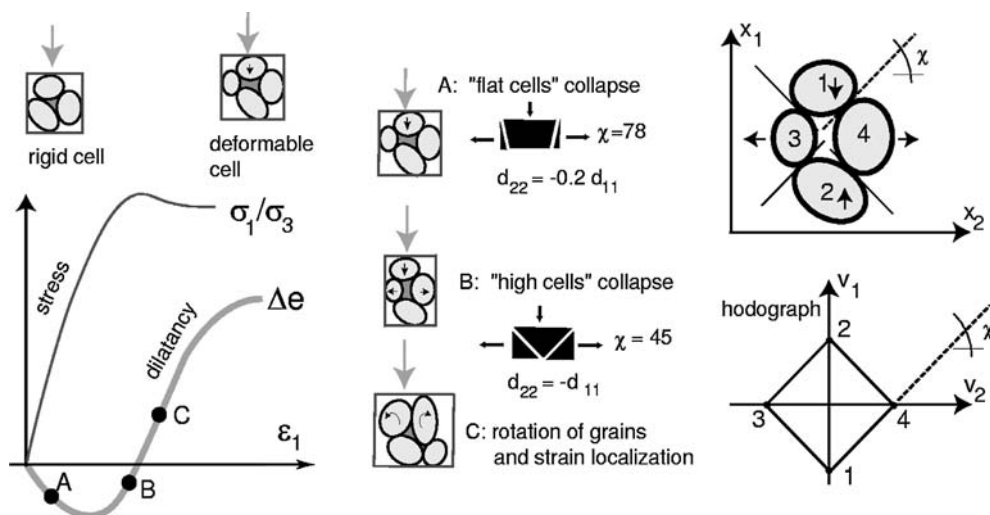 rigid cell
deformable
cell
σ1/σ3
stress
Δe
dilatancy
C
ε1
A
B
A: "flat cells" collapse
χ=78
d22 = -0.2 d11
B: "high cells" collapse
χ = 45
d22 = -d11
C: rotation of grains
and strain localization
x1
χ
1
3
4
2
x2
hodograph
v1
2
χ
v2
3
4
1